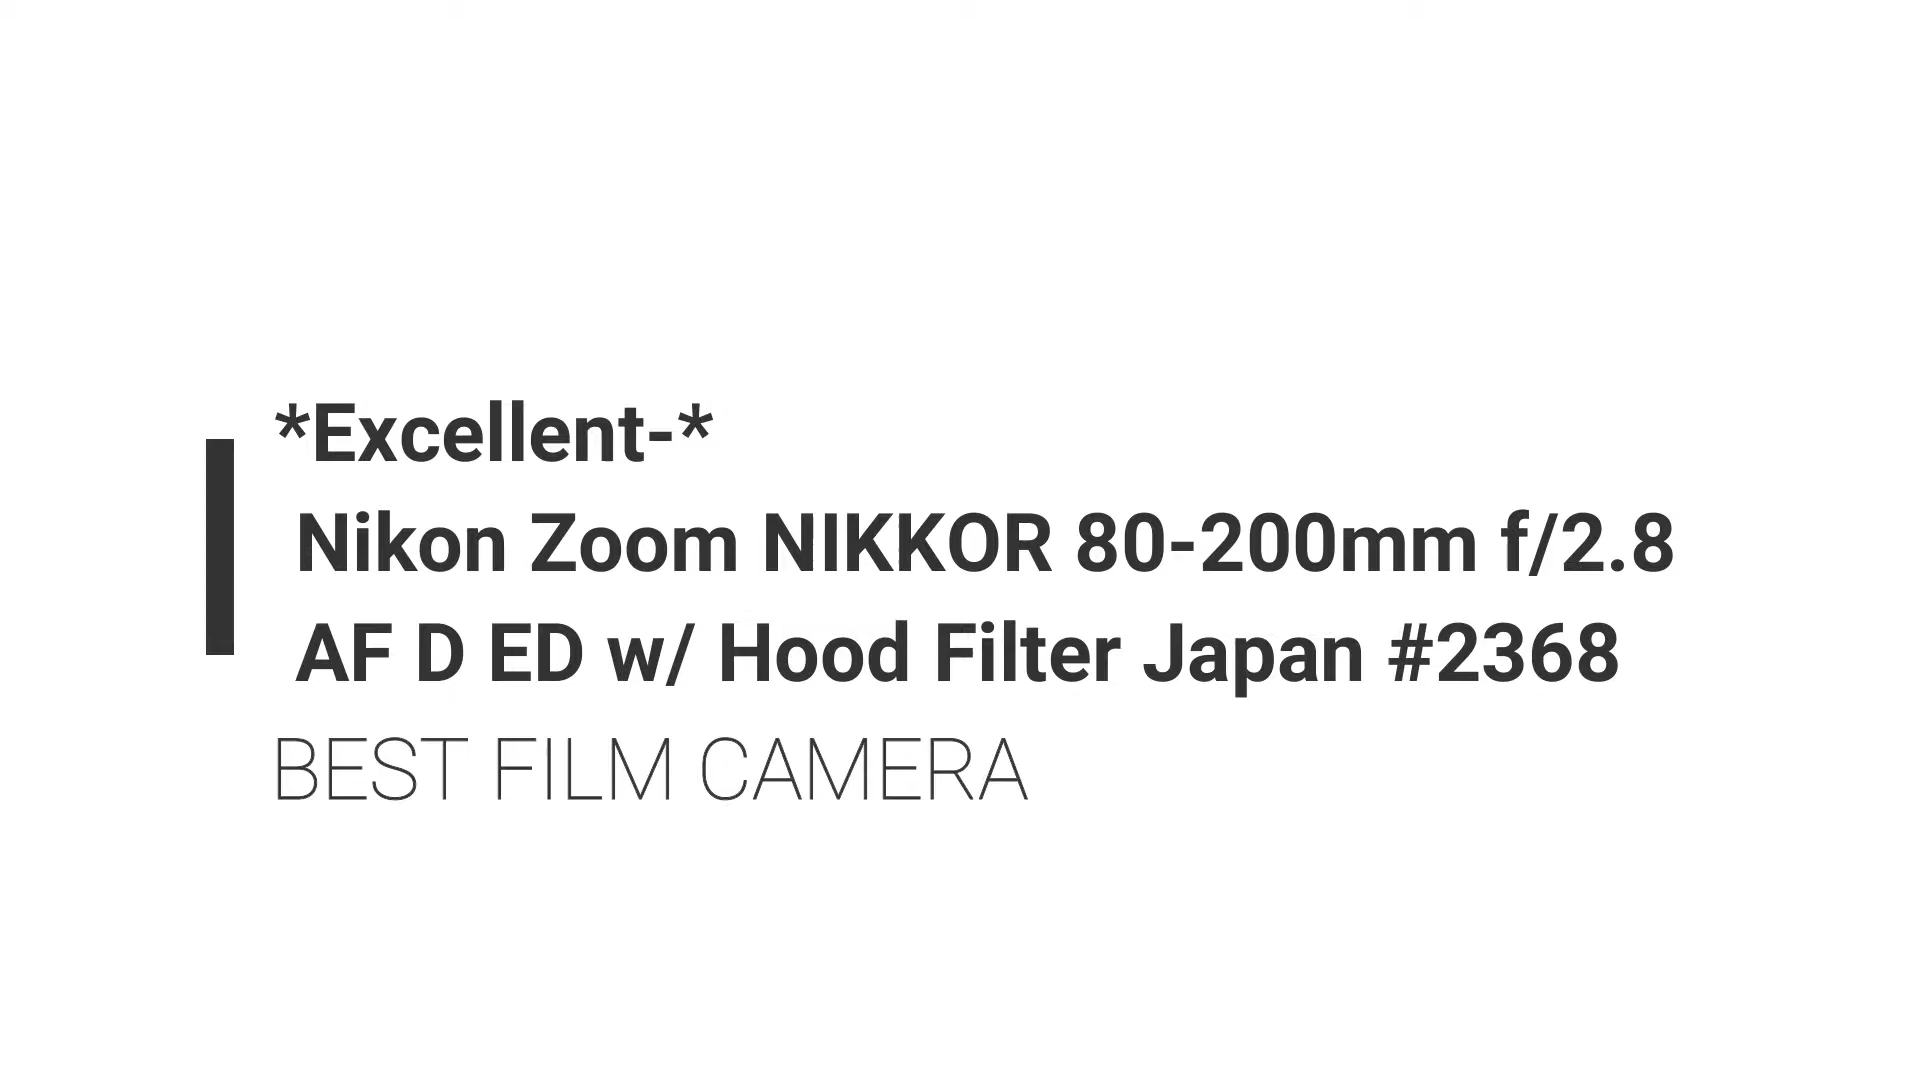 *Excellent-*
Nikon Zoom NIKKOR 80-200mm f/2.8
AF D ED w/ Hood Filter Japan #2368
BEST FILM CAMERA